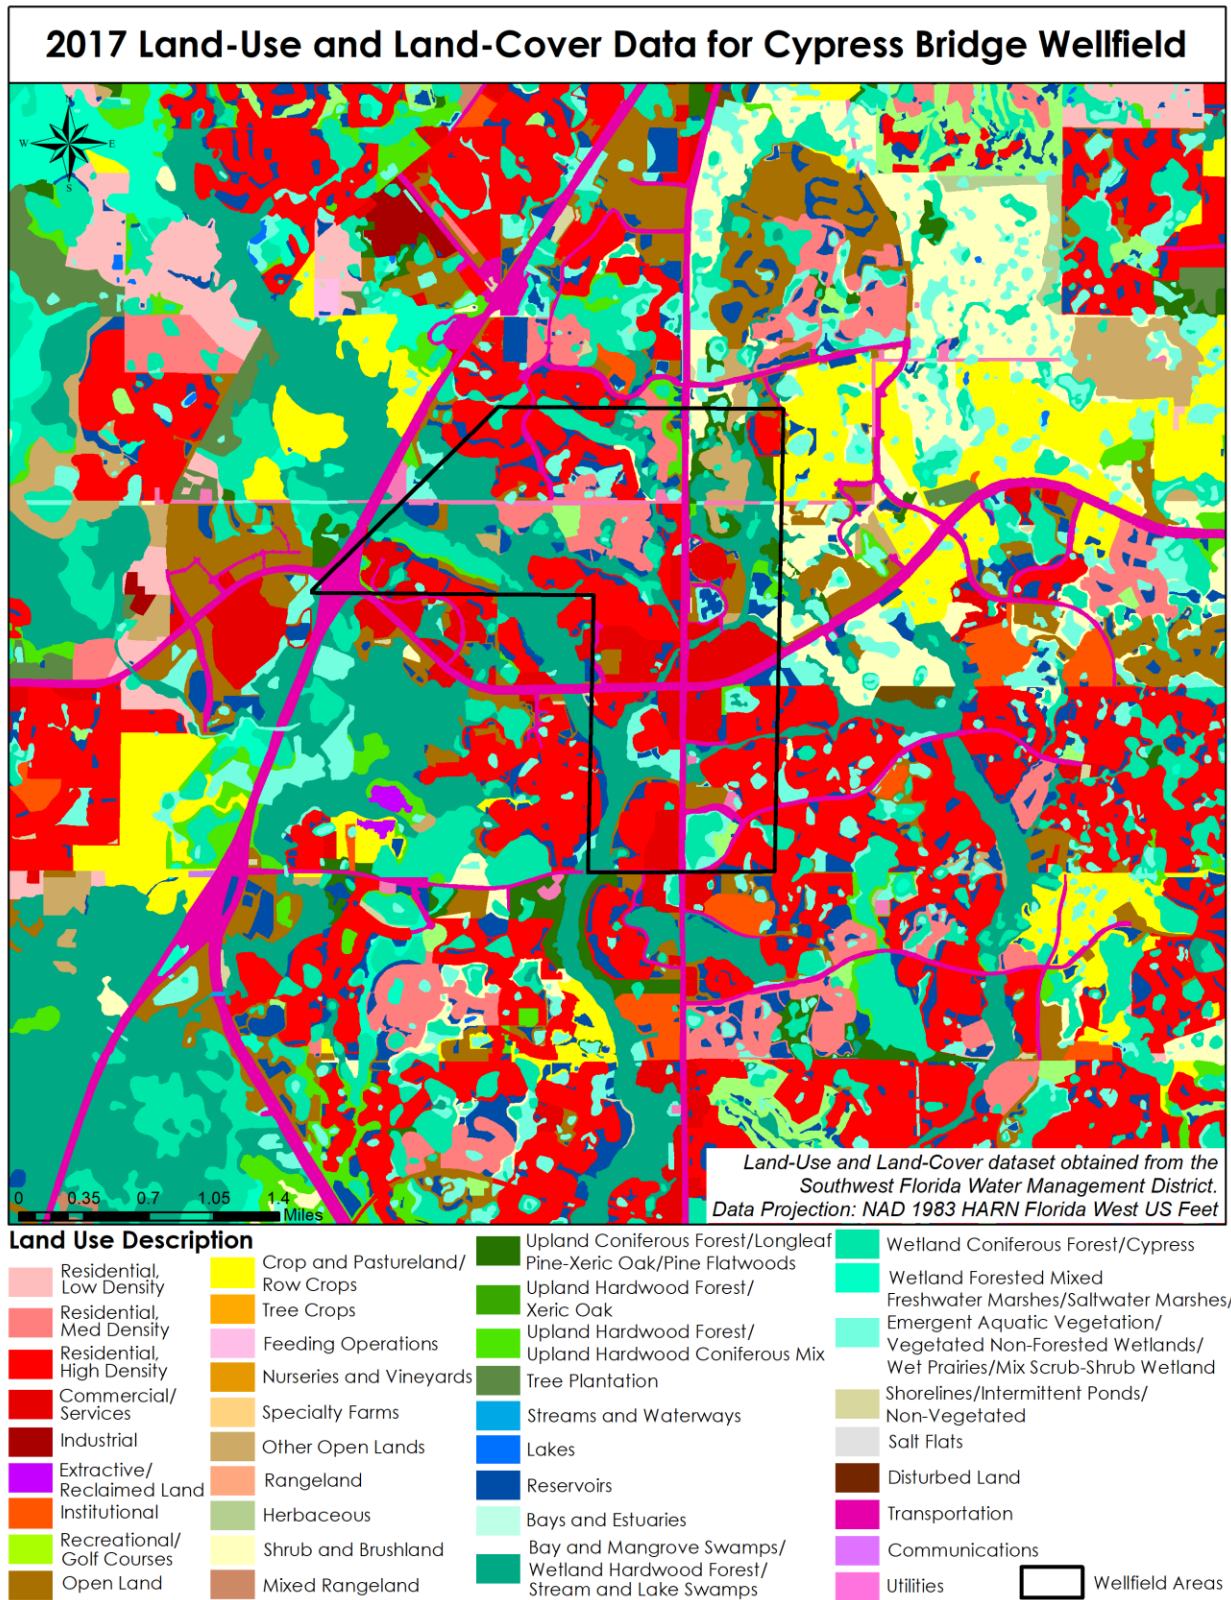 2017 Land-Use and Land-Cover Data for Cypress Bridge Wellfield
N
W E
S
0 0.35 0.7 1.05 1.4
Miles
Land-Use and Land-Cover dataset obtained from the
Southwest Florida Water Management District.
Data Projection: NAD 1983 HARN Florida West US Feet
Land Use Description
Residential,
Low Density
Residential,
Med Density
Residential,
High Density
Commercial/
Services
Industrial
Extractive/
Reclaimed Land
Institutional
Recreational/
Golf Courses
Open Land
Crop and Pastureland/
Row Crops
Tree Crops
Feeding Operations
Nurseries and Vineyards
Specialty Farms
Other Open Lands
Rangeland
Herbaceous
Shrub and Brushland
Mixed Rangeland
Upland Coniferous Forest/Longleaf
Pine-Xeric Oak/Pine Flatwoods
Upland Hardwood Forest/
Xeric Oak
Upland Hardwood Forest/
Upland Hardwood Coniferous Mix
Tree Plantation
Streams and Waterways
Lakes
Reservoirs
Bays and Estuaries
Bay and Mangrove Swamps/
Wetland Hardwood Forest/
Stream and Lake Swamps
Wetland Coniferous Forest/Cypress
Wetland Forested Mixed
Freshwater Marshes/Saltwater Marshes/
Emergent Aquatic Vegetation/
Vegetated Non-Forested Wetlands/
Wet Prairies/Mix Scrub-Shrub Wetland
Shorelines/Intermittent Ponds/
Non-Vegetated
Salt Flats
Disturbed Land
Transportation
Communications
Utilities
Wellfield Areas